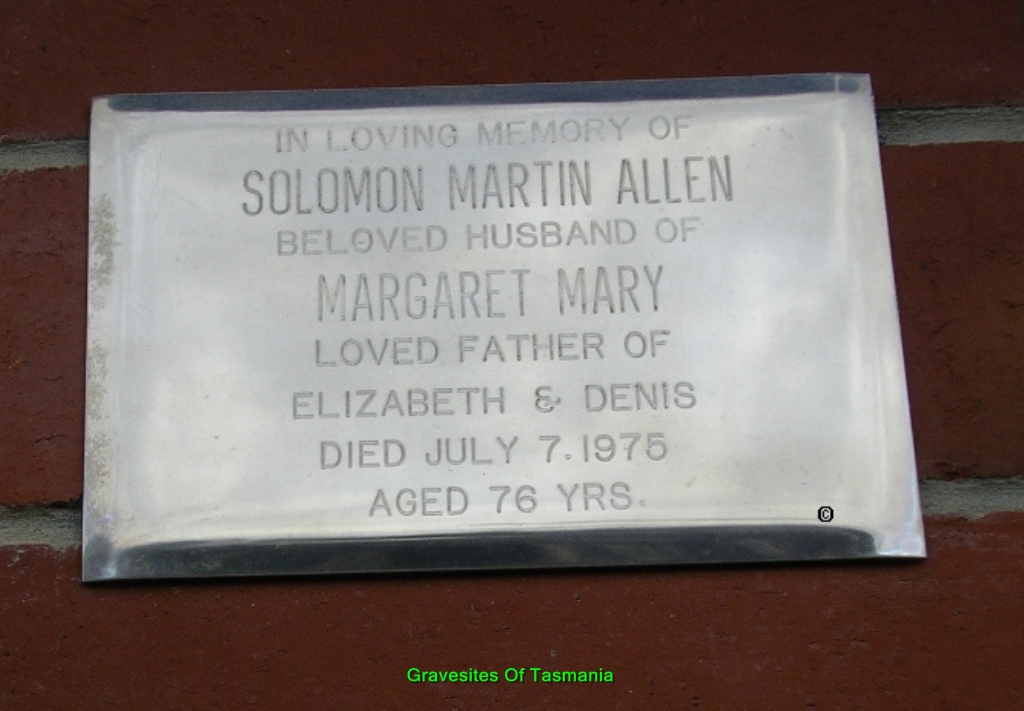 IN LOVING MEMORY OF
SOLOMON MARTIN ALLEN
BELOVED HUSBAND OF
MARGARET MARY
LOVED FATHER OF
ELIZABETH & DENIS
DIED JULY 7.1975
AGED 76 YRS.
©
Gravesites Of Tasmania